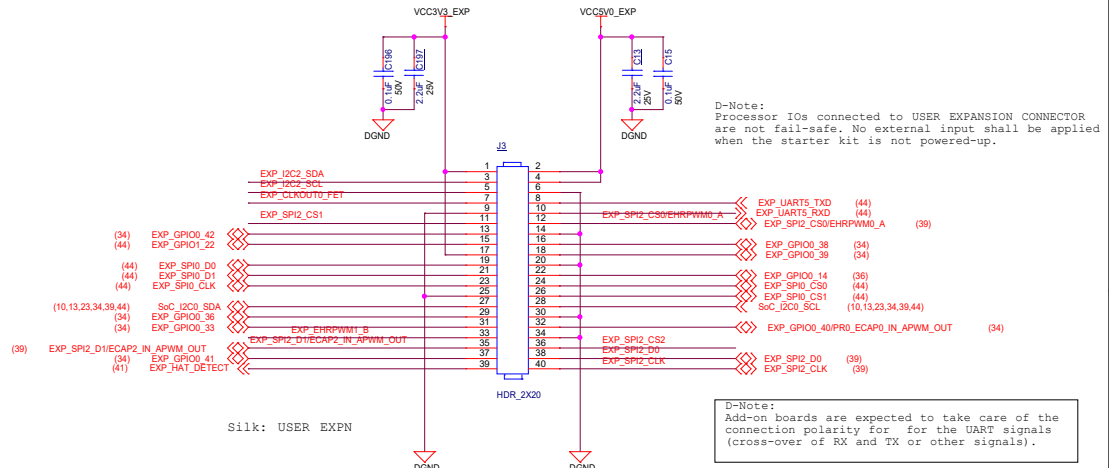 VCC3V3_EXP
VCC5V0_EXP
C196
0.1uF
50V
C197
2.2uF
25V
C13
2.2uF
25V
C15
0.1uF
50V
DGND
DGND
D-Note:
Processor IOs connected to USER EXPANSION CONNECTOR
are not fail-safe. No external input shall be applied
when the starter kit is not powered-up.
J3
1 2
EXP_I2C2_SDA 3 4
EXP_I2C2_SCL 5 6
EXP_CLKOUT0_FET 7 8 EXP_UART5_TXD (44)
9 10 EXP_UART5_RXD (44)
EXP_SPI2_CS1 11 12 EXP_SPI2_CS0/EHRPWM0_A EXP_SPI2_CS0/EHRPWM0_A (39)
(34) EXP_GPIO0_42 13 14
(44) EXP_GPIO1_22 15 16 EXP_GPIO0_38 (34)
17 18 EXP_GPIO0_39 (34)
(44) EXP_SPI0_D0 19 20
(44) EXP_SPI0_D1 21 22 EXP_GPIO0_14 (36)
(44) EXP_SPI0_CLK 23 24 EXP_SPI0_CS0 (44)
25 26 EXP_SPI0_CS1 (44)
(10,13,23,34,39,44) SoC_I2C0_SDA 27 28 SoC_I2C0_SCL (10,13,23,34,39,44)
(34) EXP_GPIO0_36 29 30
(34) EXP_GPIO0_33 31 32 EXP_GPIO0_40/PR0_ECAP0_IN_APWM_OUT (34)
EXP_EHRPWM1_B 33 34
(39) EXP_SPI2_D1/ECAP2_IN_APWM_OUT EXP_SPI2_D1/ECAP2_IN_APWM_OUT 35 36 EXP_SPI2_CS2
(34) EXP_GPIO0_41 37 38 EXP_SPI2_D0 EXP_SPI2_D0 (39)
(41) EXP_HAT_DETECT 39 40 EXP_SPI2_CLK EXP_SPI2_CLK (39)
HDR_2X20
Silk: USER EXPN
DGND
DGND
D-Note:
Add-on boards are expected to take care of the
connection polarity for for the UART signals
(cross-over of RX and TX or other signals).